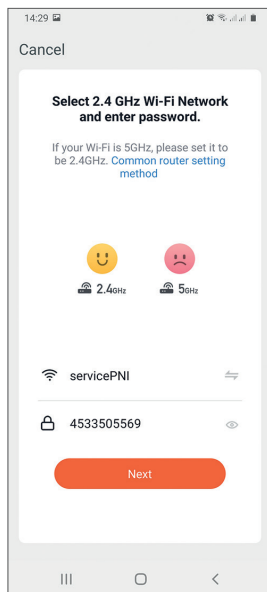 14:29
Cancel
Select 2.4 GHz Wi-Fi Network
and enter password.
If your Wi-Fi is 5GHz, please set it to
be 2.4GHz. Common router setting
method
2.4GHz 5GHz
servicePNI
4533505569
Next